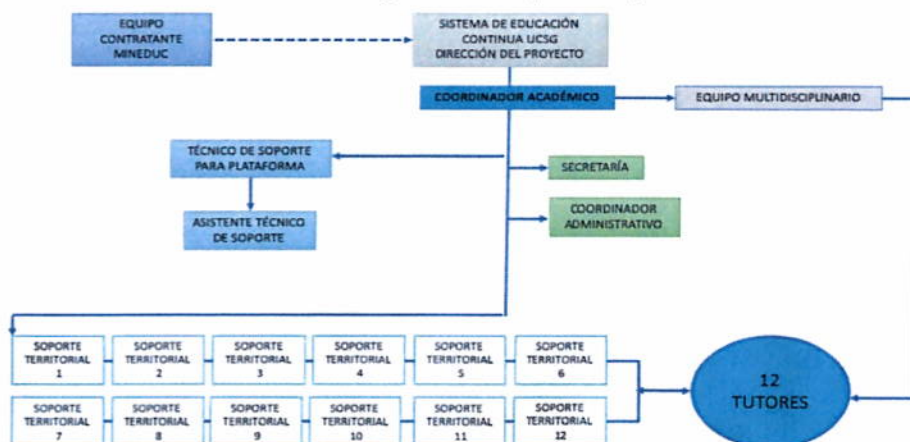 EQUIPO
CONTRATANTE
MINEDUC
SISTEMA DE EDUCACIÓN
CONTINUA UCSG
DIRECCIÓN DEL PROYECTO
COORDINADOR ACADÉMICO
EQUIPO MULTIDISCIPLINARIO
TÉCNICO DE SOPORTE
PARA PLATAFORMA
SECRETARÍA
ASISTENTE TÉCNICO
DE SOPORTE
COORDINADOR
ADMINISTRATIVO
SOPORTE
TERRITORIAL
1
SOPORTE
TERRITORIAL
2
SOPORTE
TERRITORIAL
3
SOPORTE
TERRITORIAL
4
SOPORTE
TERRITORIAL
5
SOPORTE
TERRITORIAL
6
12
TUTORES
SOPORTE
TERRITORIAL
7
SOPORTE
TERRITORIAL
8
SOPORTE
TERRITORIAL
9
SOPORTE
TERRITORIAL
10
SOPORTE
TERRITORIAL
11
SOPORTE
TERRITORIAL
12